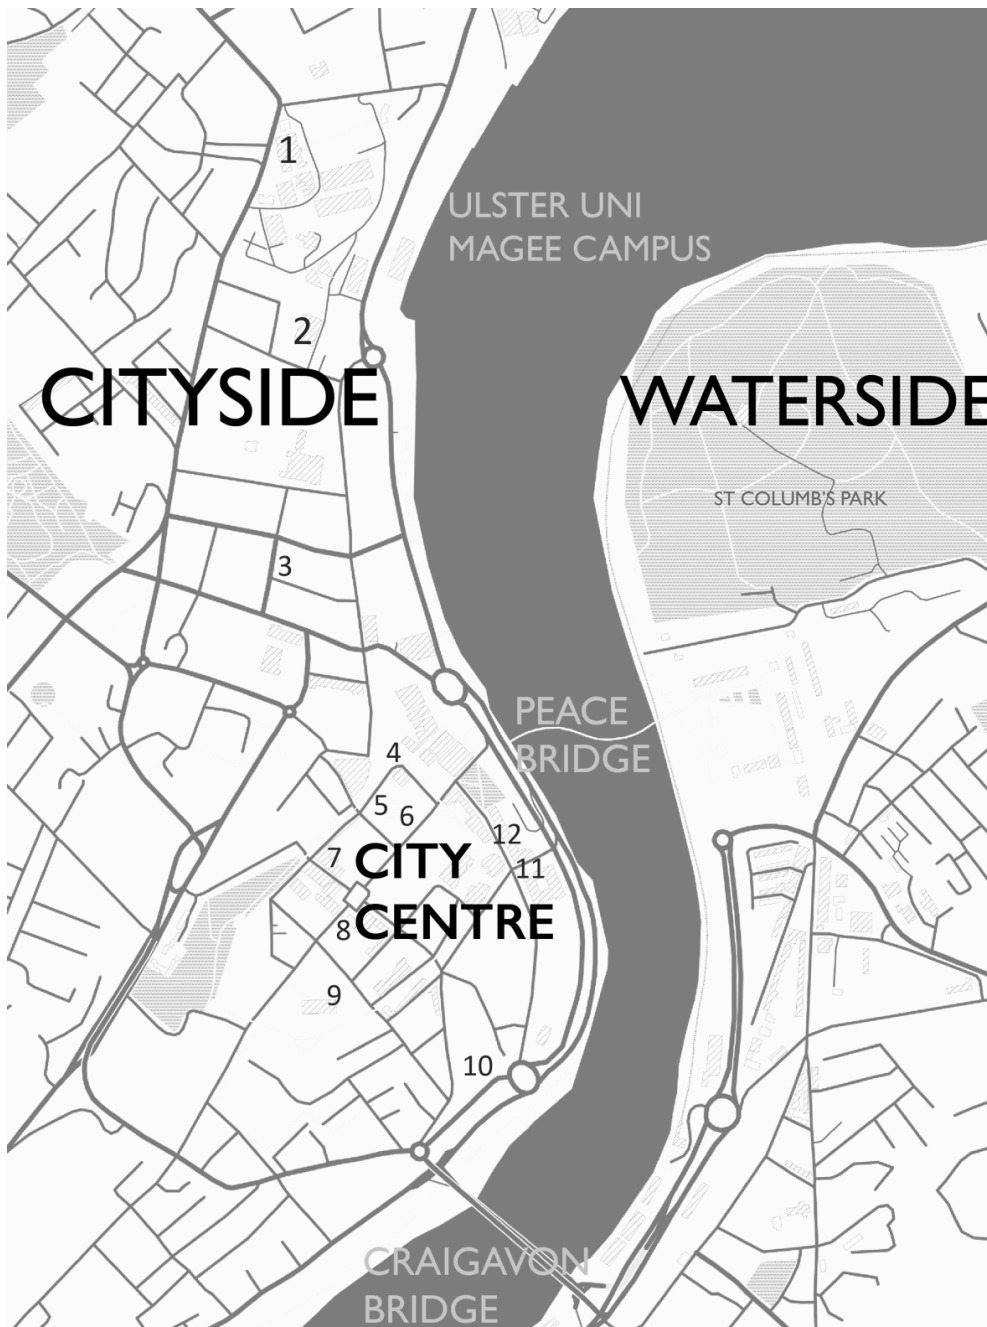 1
ULSTER UNI
MAGEE CAMPUS
2
CITYSIDE
WATERSIDE
ST COLUMB'S PARK
3
PEACE
BRIDGE
4
5
6
12
7
CITY
11
8
CENTRE
9
10
CRAIGAVON
BRIDGE